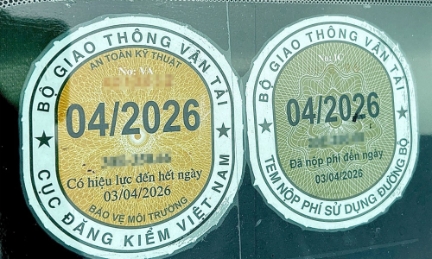 BỘ GIAO THÔNG VẬN TẢI
AN TOÀN KỸ THUẬT
No: VA
04/2026
Có hiệu lực đến hết ngày
03/04/2026
BẢO VỆ MÔI TRƯỜNG
CỤC ĐĂNG KIỂM VIỆT NAM
BỘ GIAO THÔNG VẬN TẢI
No: IC
04/2026
Đã nộp phí đến ngày
03/04/2026
TEM NỘP PHÍ SỬ DỤNG ĐƯỜNG BỘ